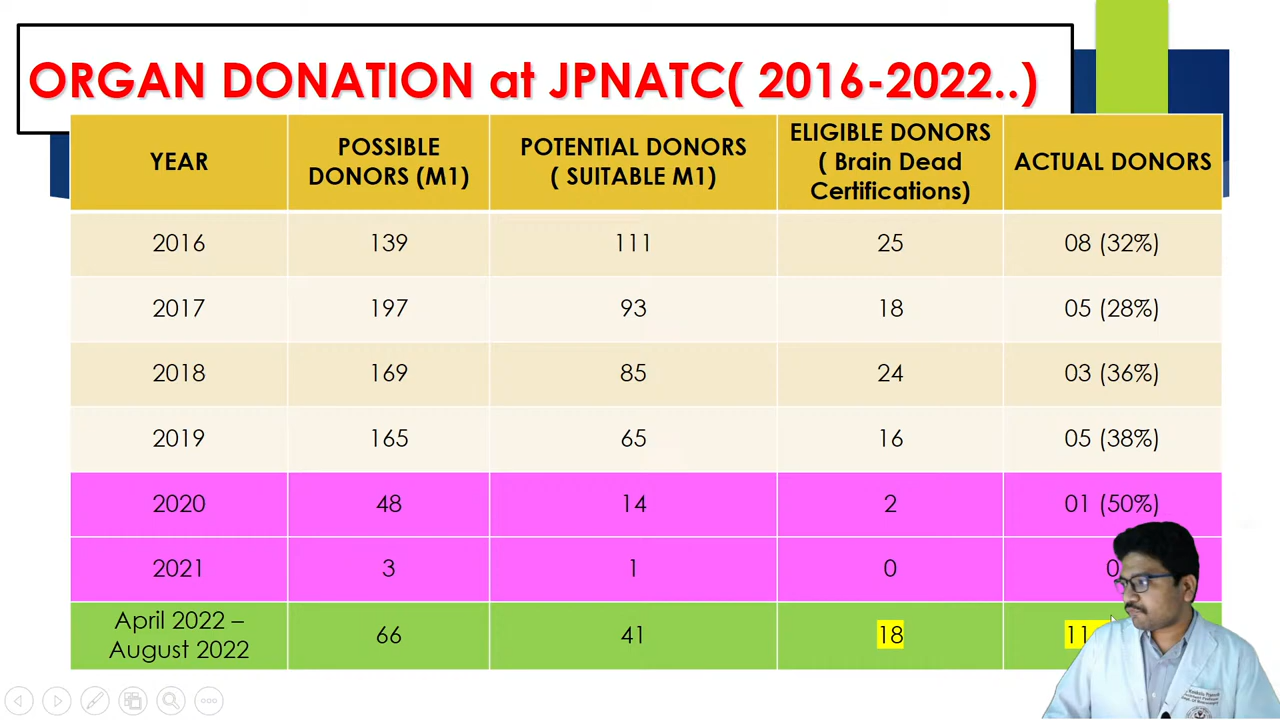 ORGAN DONATION at JPNATC( 2016-2022..)
YEAR
POSSIBLE
DONORS (M1)
POTENTIAL DONORS
( SUITABLE M1)
ELIGIBLE DONORS
( Brain Dead
Certifications)
ACTUAL DONORS
2016 139 111 25 08 (32%)
2017 197 93 18 05 (28%)
2018 169 85 24 03 (36%)
2019 165 65 16 05 (38%)
2020 48 14 2 01 (50%)
2021 3 1 0 0
April 2022 –
August 2022
66 41 18 11